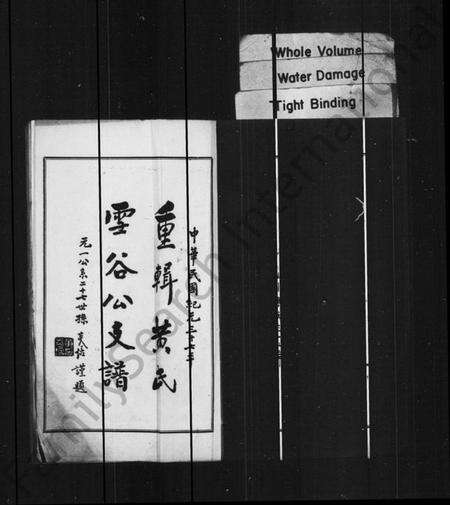 Whole Volume
Water Damage
Tight Binding
中華民國紀元三十七年
重輯黃氏
雪谷公支譜
元一公系二十七世孫
謹題
FamilySearch International